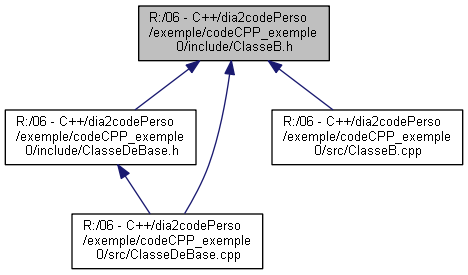 R:/06 - C++/dia2codePerso
/exemple/codeCPP_exemple
0/include/ClasseB.h
R:/06 - C++/dia2codePerso
/exemple/codeCPP_exemple
0/include/ClasseDeBase.h
R:/06 - C++/dia2codePerso
/exemple/codeCPP_exemple
0/src/ClasseB.cpp
R:/06 - C++/dia2codePerso
/exemple/codeCPP_exemple
0/src/ClasseDeBase.cpp